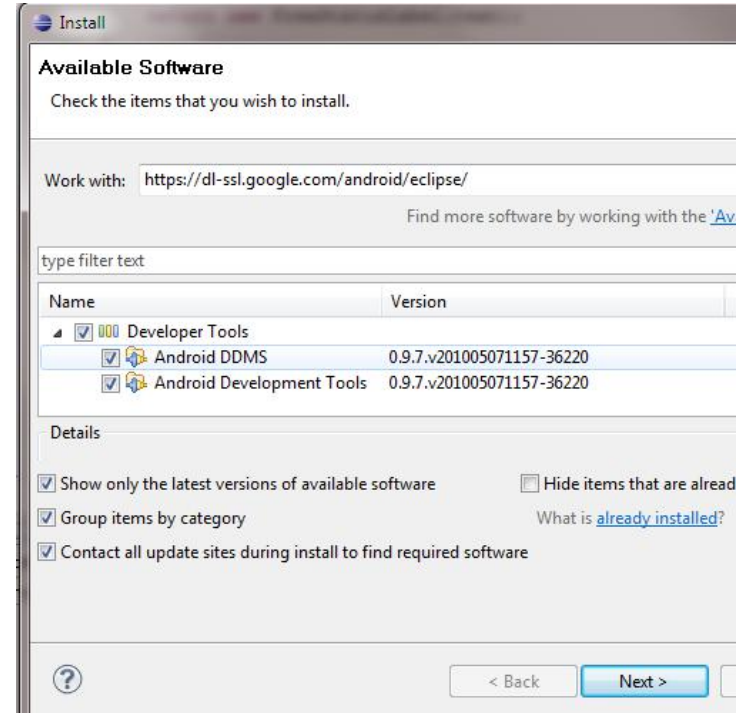 Install
Available Software
Check the items that you wish to install.
Work with: https://dl-ssl.google.com/android/eclipse/
Find more software by working with the 'Av
type filter text
Name Version
Developer Tools
Android DDMS 0.9.7.v201005071157-36220
Android Development Tools 0.9.7.v201005071157-36220
Details
Show only the latest versions of available software Hide items that are alread
Group items by category What is already installed?
Contact all update sites during install to find required software
? < Back Next >